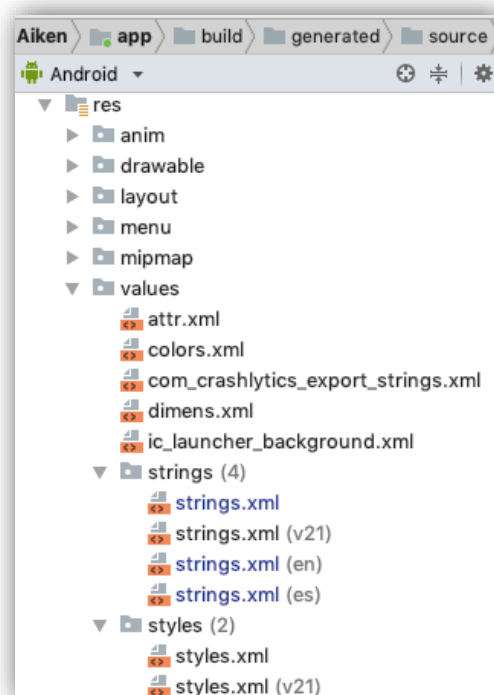 Aiken app build generated source
Android
res
anim
drawable
layout
menu
mipmap
values
attr.xml
colors.xml
com_crashlytics_export_strings.xml
dimens.xml
ic_launcher_background.xml
strings (4)
strings.xml
strings.xml (v21)
strings.xml (en)
strings.xml (es)
styles (2)
styles.xml
styles.xml (v21)